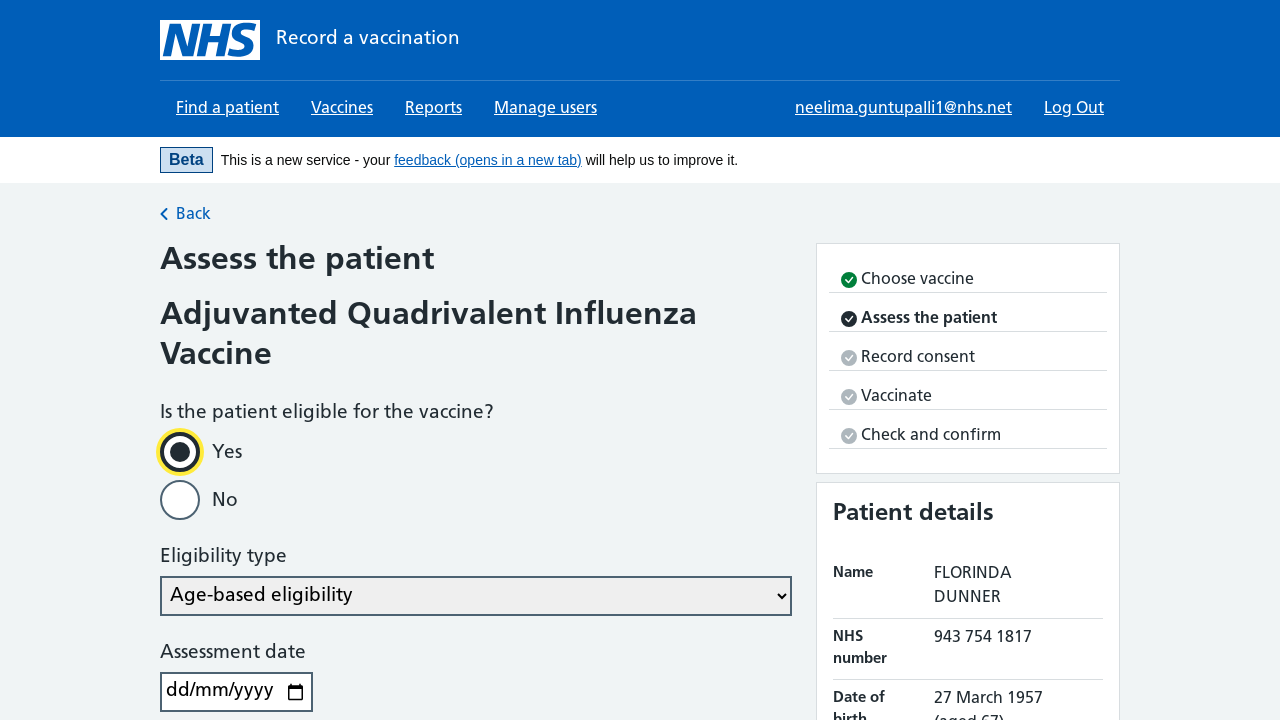 NHS Record a vaccination
Find a patient Vaccines Reports Manage users neelima.guntupalli1@nhs.net Log Out
Beta This is a new service - your feedback (opens in a new tab) will help us to improve it.
Back
Assess the patient
Adjuvanted Quadrivalent Influenza
Vaccine
Is the patient eligible for the vaccine?
Yes
No
Eligibility type
Age-based eligibility
Assessment date
dd/mm/yyyy
Choose vaccine
Assess the patient
Record consent
Vaccinate
Check and confirm
Patient details
Name FLORINDA
DUNNER
NHS 943 754 1817
number
Date of 27 March 1957
birth (aged 67)